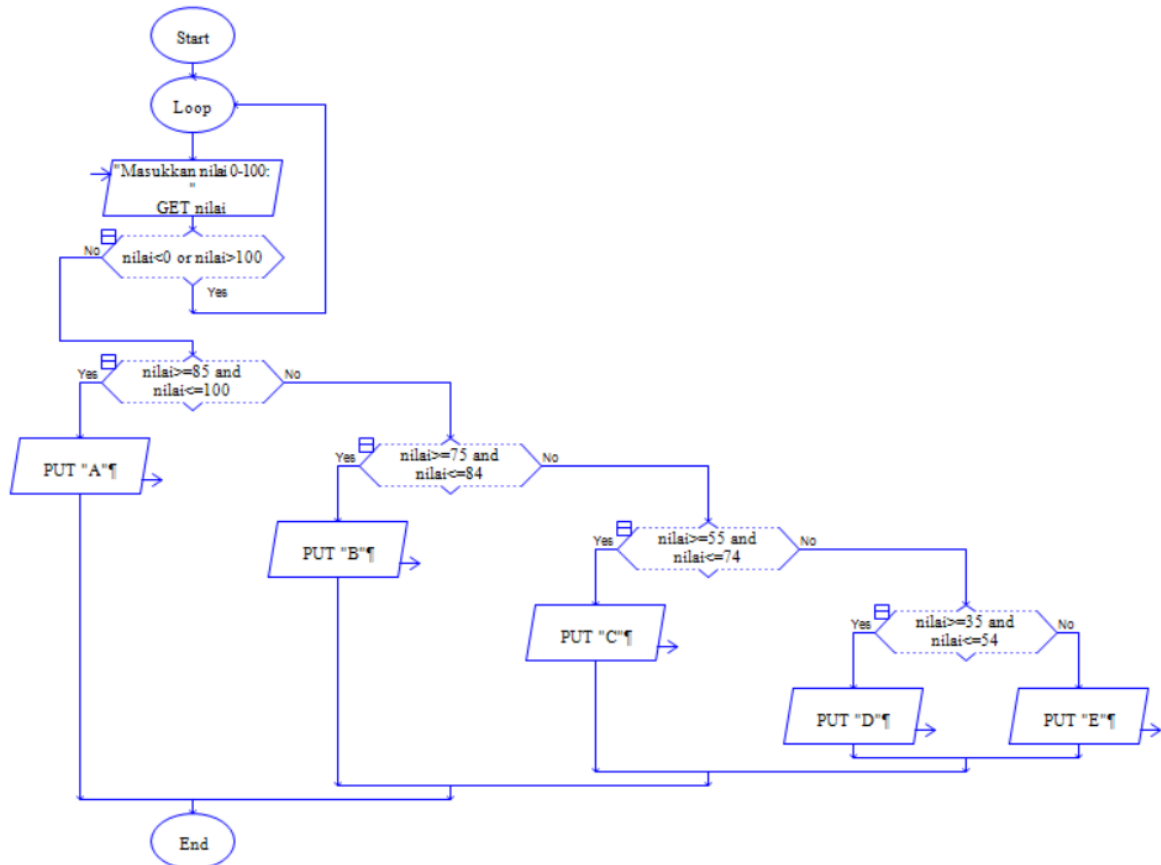 Start
Loop
"Masukkan nilai 0-100:
"
GET nilai
No
nilai<0 or nilai>100
Yes
Yes
nilai>=85 and
nilai<=100
No
PUT "A"¶
Yes
nilai>=75 and
nilai<=84
No
PUT "B"¶
Yes
nilai>=55 and
nilai<=74
No
PUT "C"¶
Yes
nilai>=35 and
nilai<=54
No
PUT "D"¶
PUT "E"¶
End